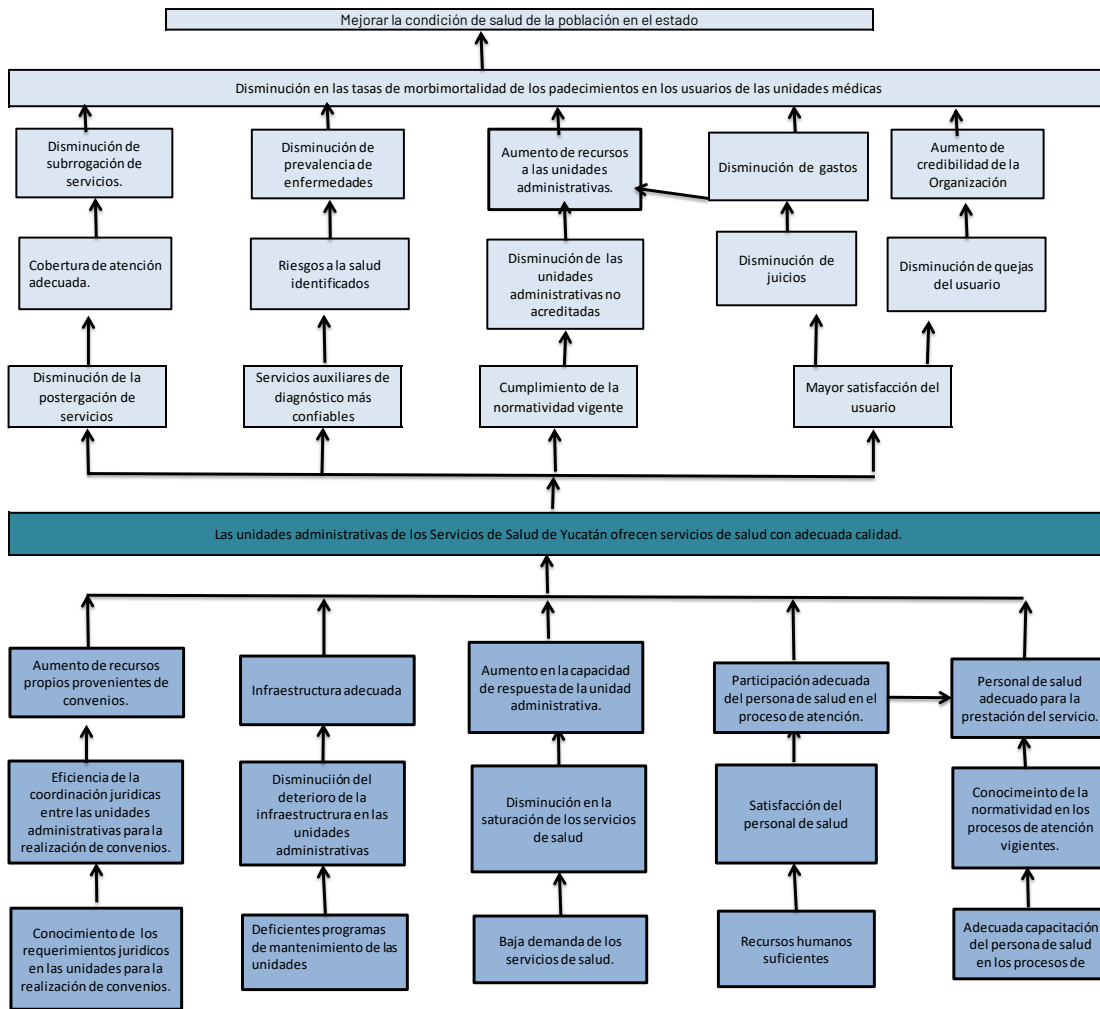 Mejorar la condición de salud de la población en el estado
Disminución en las tasas de morbimortalidad de los padecimientos en los usuarios de las unidades médicas
Disminución de
subrrogación de
servicios.
Disminución de
prevalencia de
enfermedades
Aumento de recursos
a las unidades
administrativas.
Disminución de gastos
Aumento de
credibilidad de la
Organización
Cobertura de atención
adecuada.
Riesgos a la salud
identificados
Disminución de las
unidades
administrativas no
acreditadas
Disminución de
juicios
Disminución de quejas
del usuario
Disminución de la
postergación de
servicios
Servicios auxiliares de
diagnóstico más
confiables
Cumplimiento de la
normatividad vigente
Mayor satisfacción del
usuario
Las unidades administrativas de los Servicios de Salud de Yucatán ofrecen servicios de salud con adecuada calidad.
Aumento de recursos
propios provenientes de
convenios.
Infraestructura adecuada
Aumento en la capacidad
de respuesta de la unidad
administrativa.
Participación adecuada
del persona de salud en el
proceso de atención.
Personal de salud
adecuado para la
prestación del servicio.
Eficiencia de la
coordinación juridicas
entre las unidades
administrativas para la
realización de convenios.
Disminuciión del
deterioro de la
infraestructrura en las
unidades
administrativas
Disminución en la
saturación de los servicios
de salud
Satisfacción del
personal de salud
Conocimeinto de la
normatividad en los
procesos de atención
vigientes.
Conocimiento de los
requerimientos juridicos
en las unidades para la
realización de convenios.
Deficientes programas
de mantenimiento de las
unidades
Baja demanda de los
servicios de salud.
Recursos humanos
suficientes
Adecuada capacitación
del persona de salud
en los procesos de